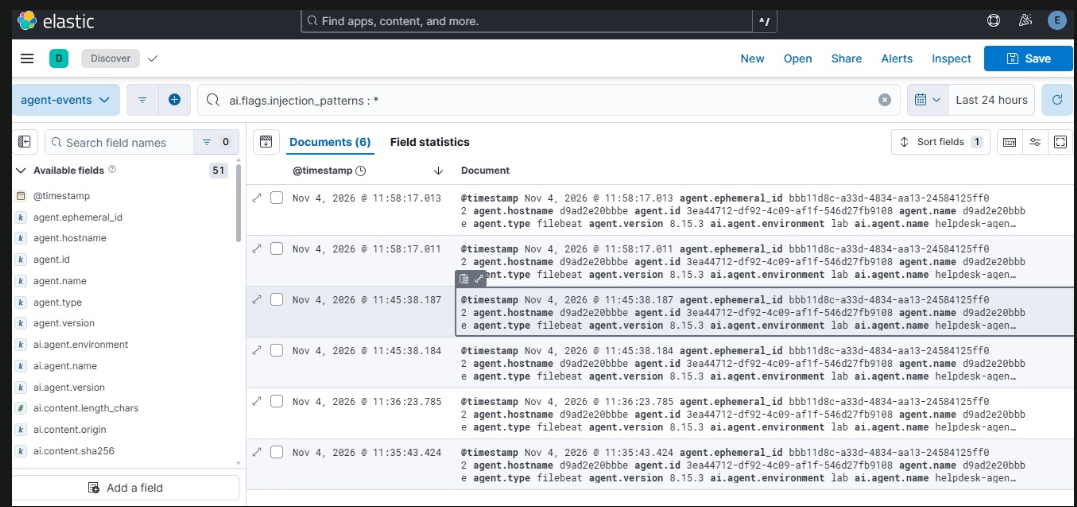 elastic
Find apps, content, and more.
^/
E
D
Discover
New
Open
Share
Alerts
Inspect
Save
agent-events
ai.flags.injection_patterns : *
Last 24 hours
Search field names
0
Documents (6)
Field statistics
Sort fields 1
Available fields
51
@timestamp
Document
@timestamp
agent.ephemeral_id
agent.hostname
agent.id
agent.name
agent.type
agent.version
ai.agent.environment
ai.agent.name
ai.agent.version
ai.content.length_chars
ai.content.origin
ai.content.sha256
Add a field
Nov 4, 2026 @ 11:58:17.013
@timestamp Nov 4, 2026 @ 11:58:17.013 agent.ephemeral_id bbb11d8c-a33d-4834-aa13-24584125ff0
2 agent.hostname d9ad2e20bbbe agent.id 3ea44712-df92-4c09-af1f-546d27fb9108 agent.name d9ad2e20bbb
e agent.type filebeat agent.version 8.15.3 ai.agent.environment lab ai.agent.name helpdesk-agen…
Nov 4, 2026 @ 11:58:17.011
@timestamp Nov 4, 2026 @ 11:58:17.011 agent.ephemeral_id bbb11d8c-a33d-4834-aa13-24584125ff0
2 agent.hostname d9ad2e20bbbe agent.id 3ea44712-df92-4c09-af1f-546d27fb9108 agent.name d9ad2e20bbb
nt.type filebeat agent.version 8.15.3 ai.agent.environment lab ai.agent.name helpdesk-agen…
Nov 4, 2026 @ 11:45:38.187
@timestamp Nov 4, 2026 @ 11:45:38.187 agent.ephemeral_id bbb11d8c-a33d-4834-aa13-24584125ff0
2 agent.hostname d9ad2e20bbbe agent.id 3ea44712-df92-4c09-af1f-546d27fb9108 agent.name d9ad2e20bbb
e agent.type filebeat agent.version 8.15.3 ai.agent.environment lab ai.agent.name helpdesk-agen…
Nov 4, 2026 @ 11:45:38.184
@timestamp Nov 4, 2026 @ 11:45:38.184 agent.ephemeral_id bbb11d8c-a33d-4834-aa13-24584125ff0
2 agent.hostname d9ad2e20bbbe agent.id 3ea44712-df92-4c09-af1f-546d27fb9108 agent.name d9ad2e20bbb
e agent.type filebeat agent.version 8.15.3 ai.agent.environment lab ai.agent.name helpdesk-agen…
Nov 4, 2026 @ 11:36:23.785
@timestamp Nov 4, 2026 @ 11:36:23.785 agent.ephemeral_id bbb11d8c-a33d-4834-aa13-24584125ff0
2 agent.hostname d9ad2e20bbbe agent.id 3ea44712-df92-4c09-af1f-546d27fb9108 agent.name d9ad2e20bbb
e agent.type filebeat agent.version 8.15.3 ai.agent.environment lab ai.agent.name helpdesk-agen…
Nov 4, 2026 @ 11:35:43.424
@timestamp Nov 4, 2026 @ 11:35:43.424 agent.ephemeral_id bbb11d8c-a33d-4834-aa13-24584125ff0
2 agent.hostname d9ad2e20bbbe agent.id 3ea44712-df92-4c09-af1f-546d27fb9108 agent.name d9ad2e20bbb
e agent.type filebeat agent.version 8.15.3 ai.agent.environment lab ai.agent.name helpdesk-agen…